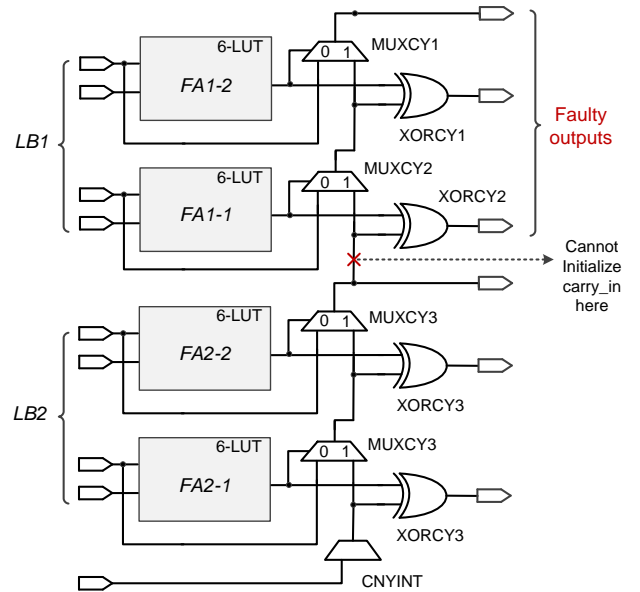 6-LUT
0 1
MUXCY1
FA1-2
XORCY1
LB1
Faulty
outputs
6-LUT
0 1
MUXCY2
FA1-1
XORCY2
Cannot
Initialize
carry_in
here
6-LUT
0 1
MUXCY3
FA2-2
XORCY3
LB2
6-LUT
0 1
MUXCY3
FA2-1
XORCY3
CNYINT